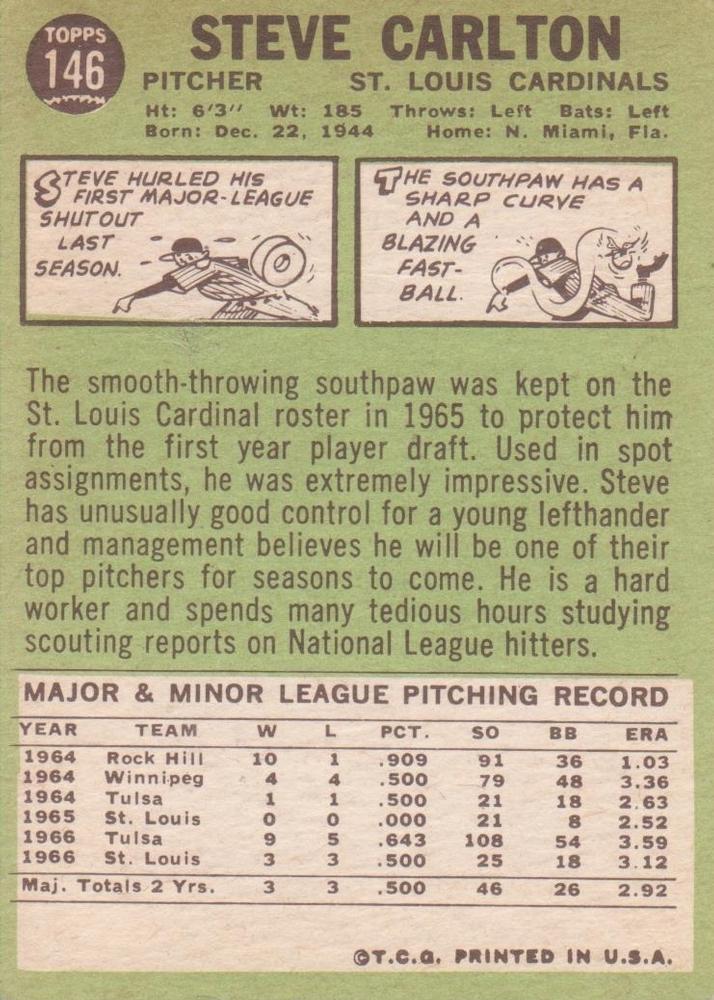 TOPPS
146
STEVE CARLTON
PITCHER ST. LOUIS CARDINALS
Ht: 6'3" Wt: 185 Throws: Left Bats: Left
Born: Dec. 22, 1944 Home: N. Miami, Fla.
STEVE HURLED HIS
FIRST MAJOR-LEAGUE
SHUTOUT
LAST
SEASON.
THE SOUTHPAW HAS A
SHARP CURVE
AND A
BLAZING
FAST-
BALL.
The smooth-throwing southpaw was kept on the
St. Louis Cardinal roster in 1965 to protect him
from the first year player draft. Used in spot
assignments, he was extremely impressive. Steve
has unusually good control for a young lefthander
and management believes he will be one of their
top pitchers for seasons to come. He is a hard
worker and spends many tedious hours studying
scouting reports on National League hitters.
MAJOR & MINOR LEAGUE PITCHING RECORD
YEAR TEAM W L PCT. SO BB ERA
1964 Rock Hill 10 1 .909 91 36 1.03
1964 Winnipeg 4 4 .500 79 48 3.36
1964 Tulsa 1 1 .500 21 18 2.63
1965 St. Louis 0 0 .000 21 8 2.52
1966 Tulsa 9 5 .643 108 54 3.59
1966 St. Louis 3 3 .500 25 18 3.12
Maj. Totals 2 Yrs. 3 3 .500 46 26 2.92
©T.C.G. PRINTED IN U.S.A.